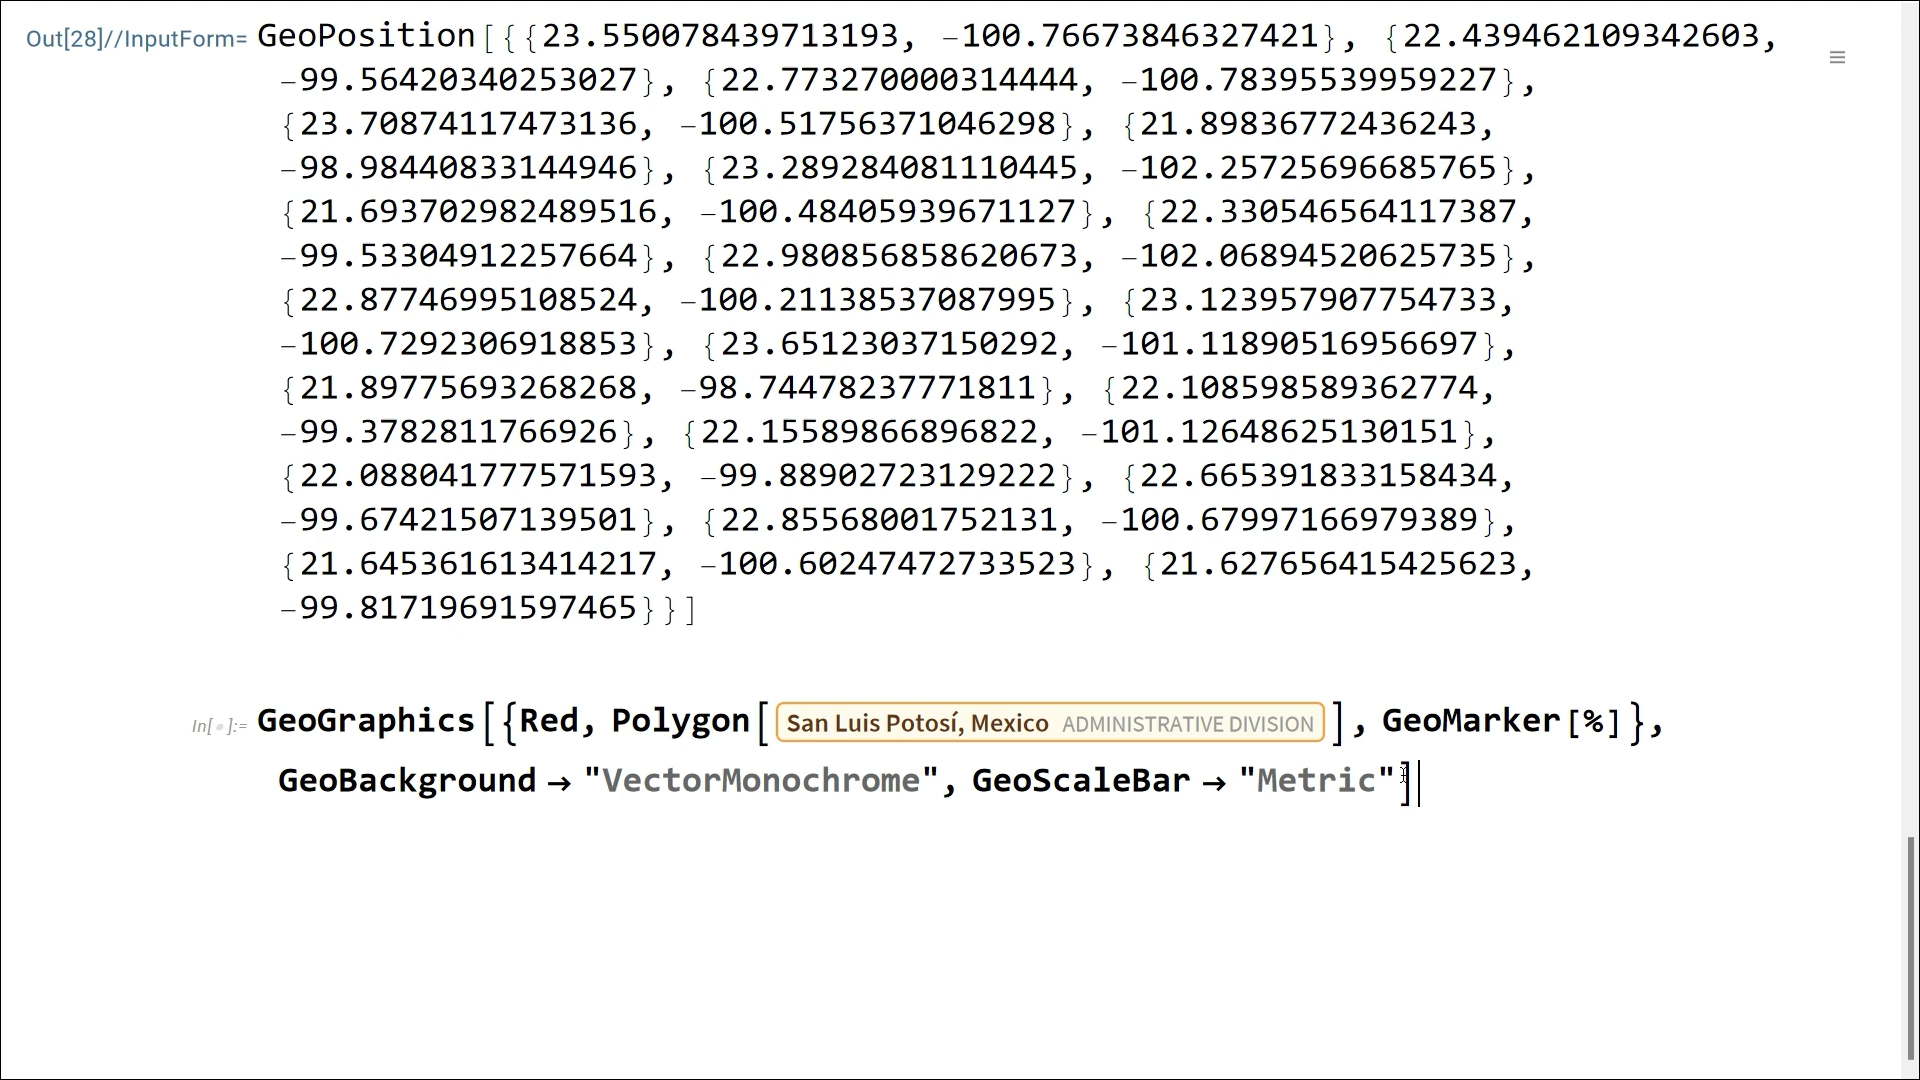 Out[28]//InputForm= GeoPosition[{{23.550078439713193, -100.76673846327421}, {22.439462109342603,
-99.56420340253027}, {22.773270000314444, -100.78395539959227},
{23.70874117473136, -100.51756371046298}, {21.89836772436243,
-98.98440833144946}, {23.289284081110445, -102.25725696685765},
{21.693702982489516, -100.48405939671127}, {22.330546564117387,
-99.53304912257664}, {22.980856858620673, -102.06894520625735},
{22.87746995108524, -100.21138537087995}, {23.123957907754733,
-100.7292306918853}, {23.65123037150292, -101.11890516956697},
{21.89775693268268, -98.74478237771811}, {22.108598589362774,
-99.3782811766926}, {22.15589866896822, -101.12648625130151},
{22.088041777571593, -99.88902723129222}, {22.665391833158434,
-99.67421507139501}, {22.85568001752131, -100.67997166979389},
{21.645361613414217, -100.60247472733523}, {21.627656415425623,
-99.81719691597465}}]
In[•]:= GeoGraphics[{Red, Polygon[San Luis Potosí, Mexico ADMINISTRATIVE DIVISION], GeoMarker[%]},
GeoBackground → "VectorMonochrome", GeoScaleBar → "Metric"]